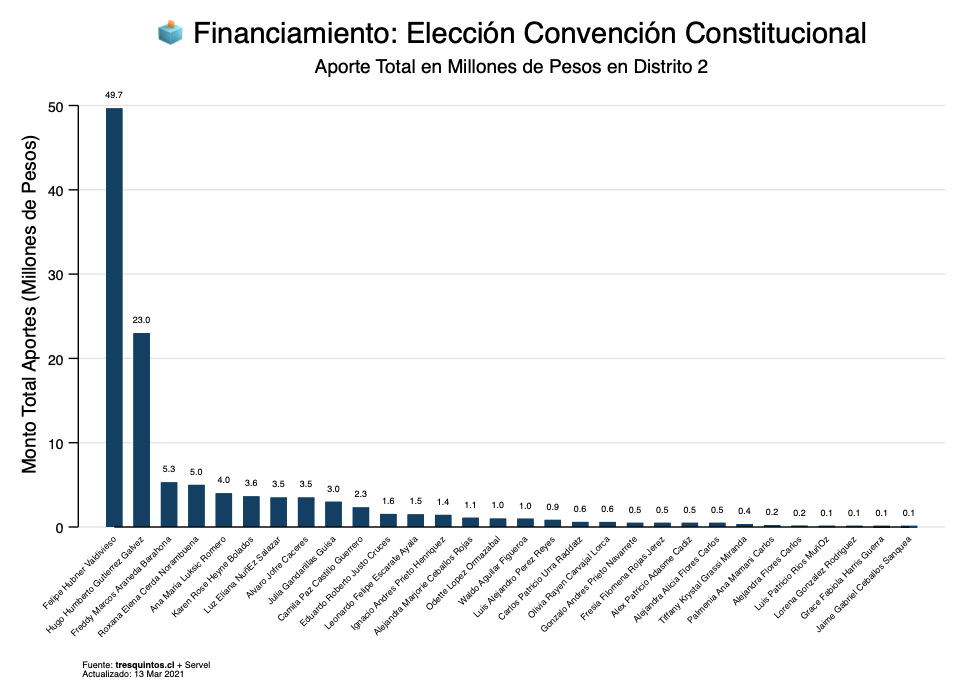 Financiamiento: Elección Convención Constitucional
Aporte Total en Millones de Pesos en Distrito 2
Monto Total Aportes (Millones de Pesos)
50
40
30
20
10
0
49.7
23.0
5.3
5.0
4.0
3.6
3.5
3.5
3.0
2.3
1.6
1.5
1.4
1.1
1.0
1.0
0.9
0.6
0.6
0.5
0.5
0.5
0.5
0.4
0.2
0.2
0.1
0.1
0.1
0.1
Felipe Hubner Valdivieso
Hugo Humberto Gutierrez Galvez
Freddy Marcos Araneda Barahona
Roxana Elena Cerda Norambuena
Ana Maria Luksic Romero
Karen Rose Heyne Bolados
Luz Eliana NuñEz Salazar
Alvaro Jofre Caceres
Julia Gandarillas Guisa
Camila Paz Castillo Guerrero
Eduardo Roberto Justo Cruces
Leonardo Felipe Escarate Ayala
Ignacio Andres Prieto Henriquez
Alejandra Marjorie Ceballos Rojas
Odette Lopez Ormazabal
Waldo Aguilar Figueroa
Luis Alejandro Perez Reyes
Carlos Patricio Urra Raddatz
Olivia Rayen Carvajal Lorca
Gonzalo Andres Prieto Navarrete
Fresia Filomena Rojas Jerez
Alex Patricio Adasme Cadiz
Alejandra Alicia Flores Carlos
Tiffany Krystal Grassi Miranda
Palmenia Ana Mamani Carlos
Alejandra Flores Carlos
Luis Patricio Rios MuñOz
Lorena Gonzalez Rodriguez
Grace Fabiola Harris Guerra
Jaime Gabriel Ceballos Sanquea
Fuente: tresquintos.cl + Servel
Actualizado: 13 Mar 2021